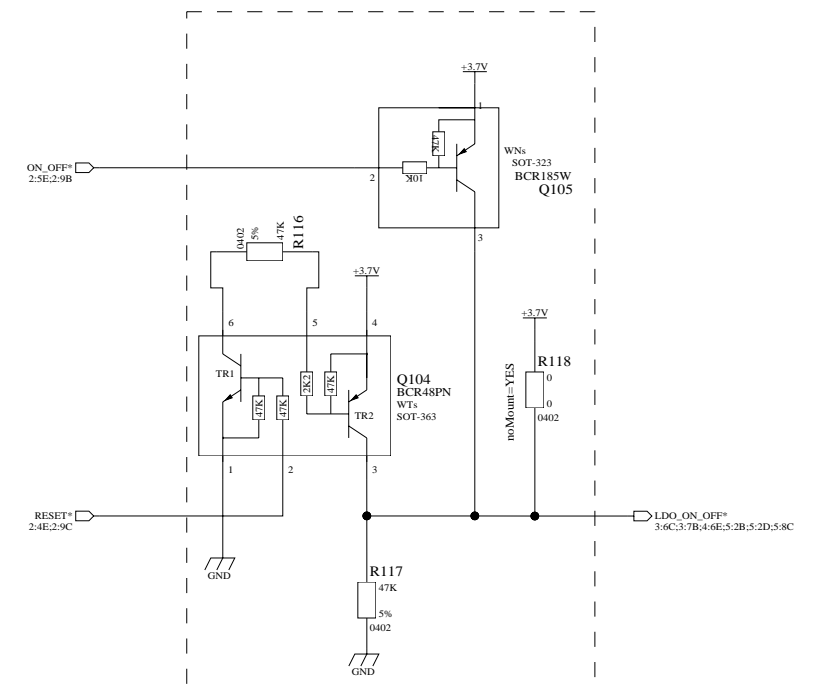 +3.7V
1
47K
WNs
SOT-323
BCR185W
Q105
ON_OFF*
2:5E;2:9B
2
10K
3
0402
5%
47K
R116
+3.7V
6
5
4
+3.7V
R118
0
0
0402
noMount=YES
TR1
47K
47K
2K2
47K
TR2
Q104
BCR48PN
WTs
SOT-363
1
2
3
RESET*
2:4E;2:9C
LDO_ON_OFF*
3:6C;3:7B;4:6E;5:2B;5:2D;5:8C
GND
R117
47K
5%
0402
GND